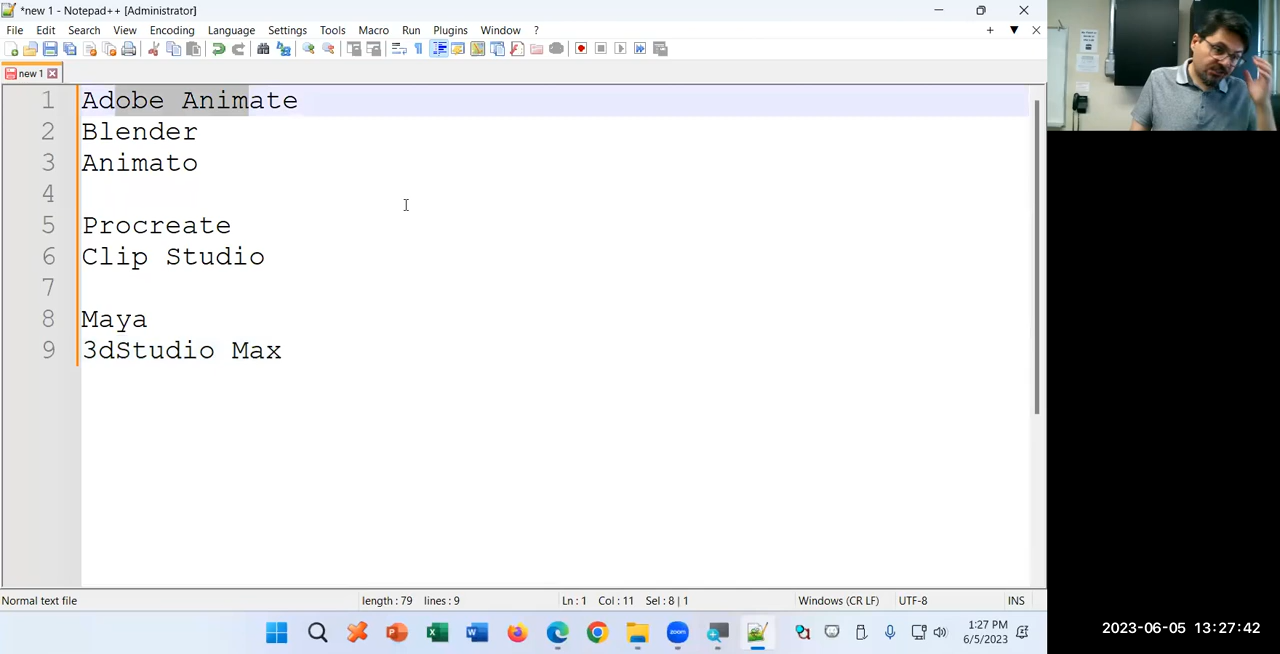 *new 1 - Notepad++ [Administrator]
File Edit Search View Encoding Language Settings Tools Macro Run Plugins Window ?
new 1
1 Adobe Animate
2 Blender
3 Animato
4
5 Procreate
6 Clip Studio
7
8 Maya
9 3dStudio Max
Normal text file length : 79 lines : 9 Ln : 1 Col : 11 Sel : 8 | 1 Windows (CR LF) UTF-8 INS
zoom
1:27 PM
6/5/2023
2023-06-05 13:27:42